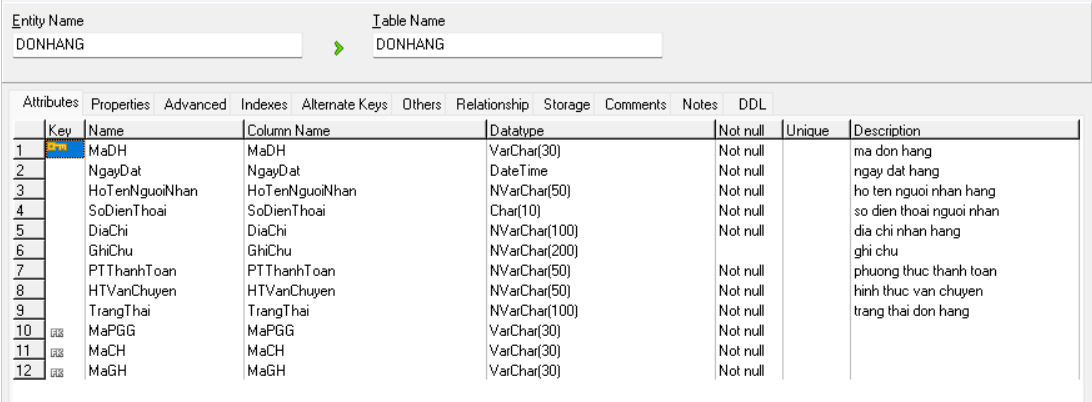 Entity Name Table Name
DONHANG DONHANG
Attributes Properties Advanced Indexes Alternate Keys Others Relationship Storage Comments Notes DDL
Key Name Column Name Datatype Not null Unique Description
1 MaDH MaDH VarChar(30) Not null ma don hang
2 NgayDat NgayDat DateTime Not null ngay dat hang
3 HoTenNguoiNhan HoTenNguoiNhan NVarChar(50) Not null ho ten nguoi nhan hang
4 SoDienThoai SoDienThoai Char(10) Not null so dien thoai nguoi nhan
5 DiaChi DiaChi NVarChar(100) Not null dia chi nhan hang
6 GhiChu GhiChu NVarChar(200) ghi chu
7 PTThanhToan PTThanhToan NVarChar(50) Not null phuong thuc thanh toan
8 HTVanChuyen HTVanChuyen NVarChar(50) Not null hinh thuc van chuyen
9 TrangThai TrangThai NVarChar(100) Not null trang thai don hang
10 MaPGG MaPGG VarChar(30) Not null
11 MaCH MaCH VarChar(30) Not null
12 MaGH MaGH VarChar(30) Not null